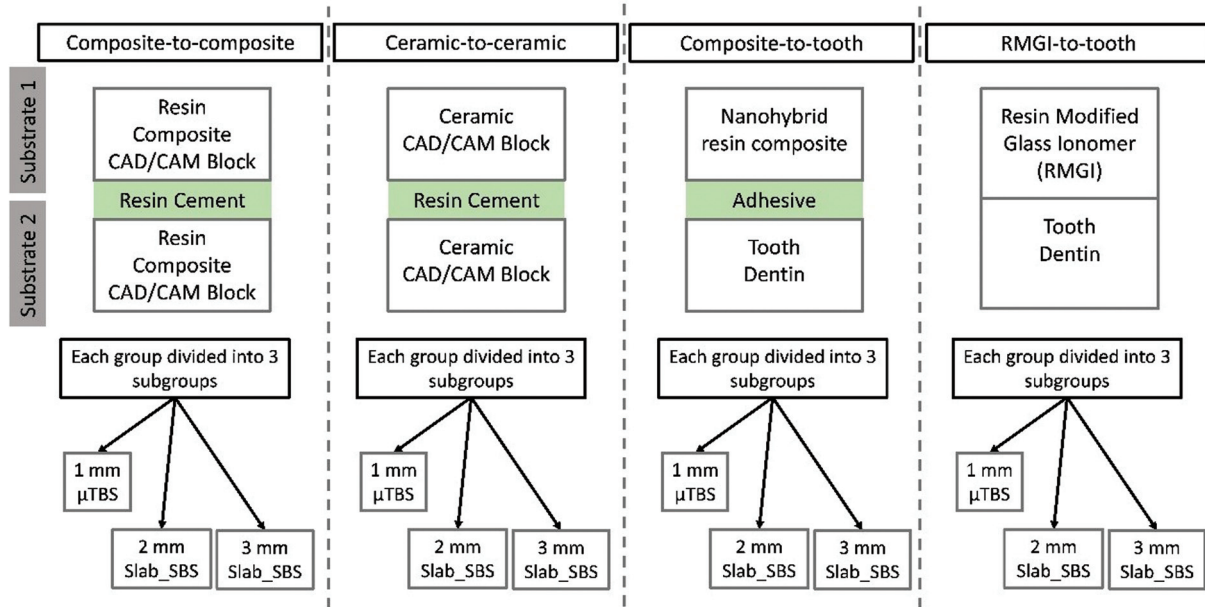 Composite-to-composite
Ceramic-to-ceramic
Composite-to-tooth
RMGI-to-tooth
Substrate 1
Substrate 2
Resin
Composite
CAD/CAM Block
Resin Cement
Resin
Composite
CAD/CAM Block
Ceramic
CAD/CAM Block
Resin Cement
Ceramic
CAD/CAM Block
Nanohybrid
resin composite
Adhesive
Tooth
Dentin
Resin Modified
Glass Ionomer
(RMGI)
Tooth
Dentin
Each group divided into 3
subgroups
1 mm
µTBS
2 mm
Slab_SBS
3 mm
Slab_SBS
Each group divided into 3
subgroups
1 mm
µTBS
2 mm
Slab_SBS
3 mm
Slab_SBS
Each group divided into 3
subgroups
1 mm
µTBS
2 mm
Slab_SBS
3 mm
Slab_SBS
Each group divided into 3
subgroups
1 mm
µTBS
2 mm
Slab_SBS
3 mm
Slab_SBS